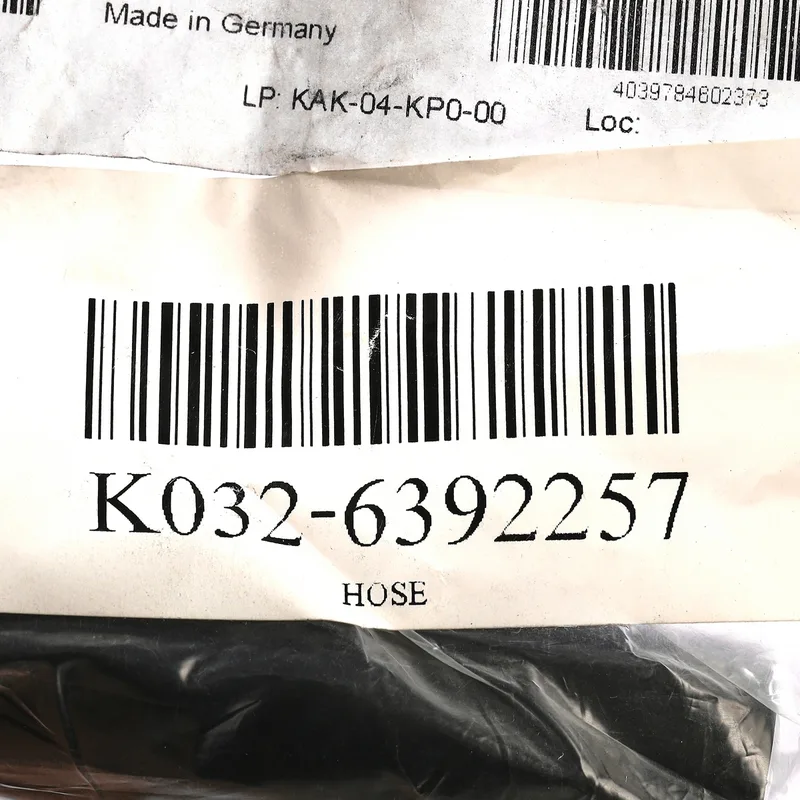 Made in Germany
LP: KAK-04-KP0-00
4039784602373
Loc:
K032-6392257
HOSE